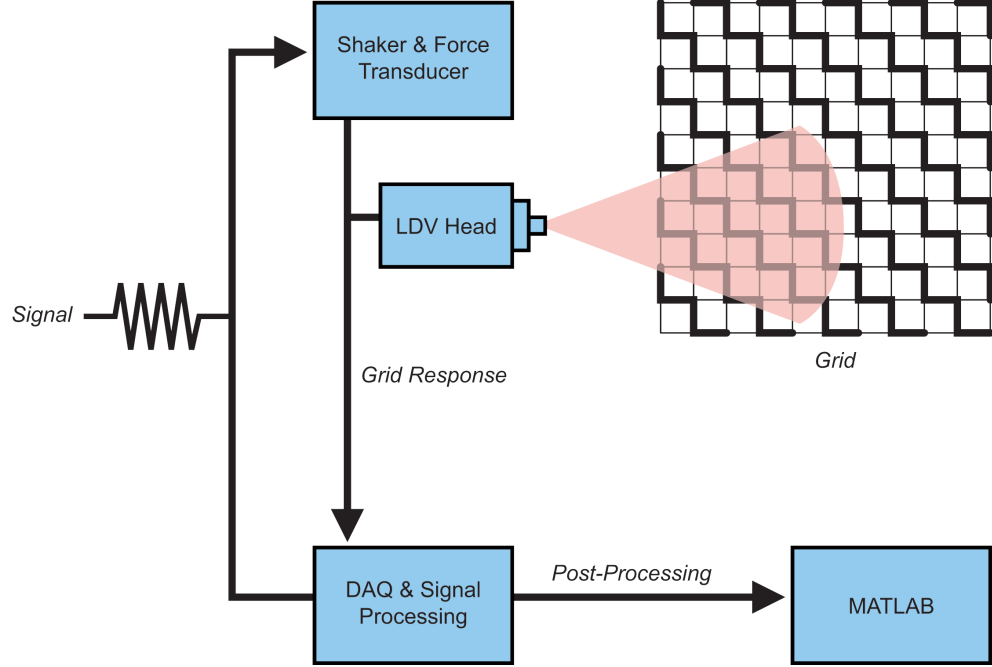 Shaker & Force
Transducer
LDV Head
Signal
Grid
Grid Response
Post-Processing
DAQ & Signal
Processing
MATLAB